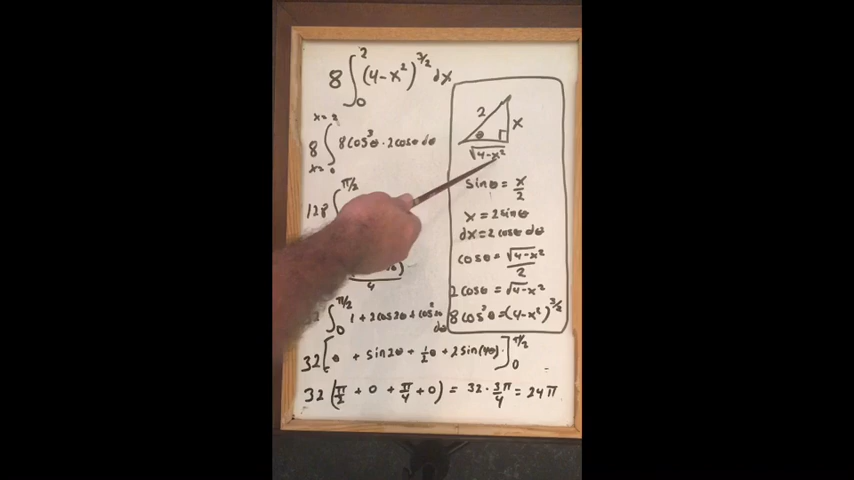 8 ∫₀² (4-x²)^3/2 dx
8 ∫_{x=0}^{x=2} 8cos³θ · 2cosθ dθ
128 ∫^{π/2}
4
∫₀^{π/2} 1 + 2cos2θ + cos²
dθ
32 [ θ + sin2θ + ½θ + 2sin(4θ) ]₀^{π/2}
32 (π/2 + 0 + π/4 + 0) = 32 · 3π/4 = 24π
2
θ
x
√4-x²
sinθ = x/2
x = 2sinθ
dx = 2cosθ dθ
cosθ = √4-x²/2
2cosθ = √4-x²
8cos³θ = (4-x²)^3/2